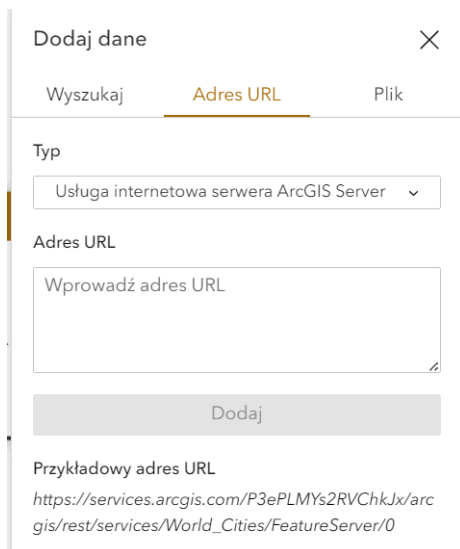 Dodaj dane
Wyszukaj Adres URL Plik
Typ
Usługa internetowa serwera ArcGIS Server
Adres URL
Wprowadź adres URL
Dodaj
Przykładowy adres URL
https://services.arcgis.com/P3ePLMYs2RVChkJx/arc
gis/rest/services/World_Cities/FeatureServer/0